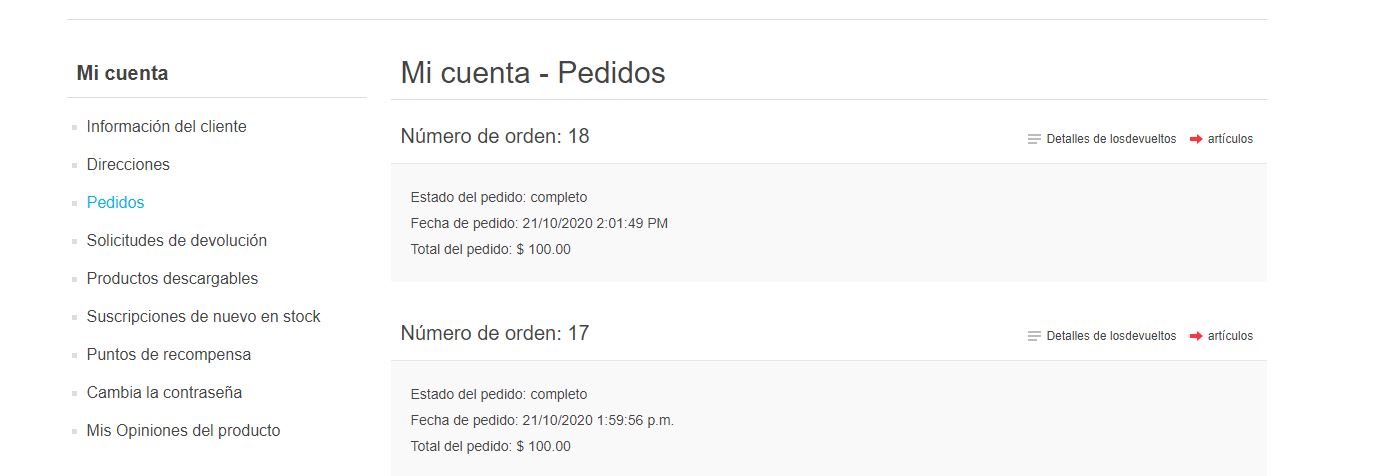 Mi cuenta
Información del cliente
Direcciones
Pedidos
Solicitudes de devolución
Productos descargables
Suscripciones de nuevo en stock
Puntos de recompensa
Cambia la contraseña
Mis Opiniones del producto
Mi cuenta - Pedidos
Número de orden: 18
Detalles de losdevueltos artículos
Estado del pedido: completo
Fecha de pedido: 21/10/2020 2:01:49 PM
Total del pedido: $ 100.00
Número de orden: 17
Detalles de losdevueltos artículos
Estado del pedido: completo
Fecha de pedido: 21/10/2020 1:59:56 p.m.
Total del pedido: $ 100.00